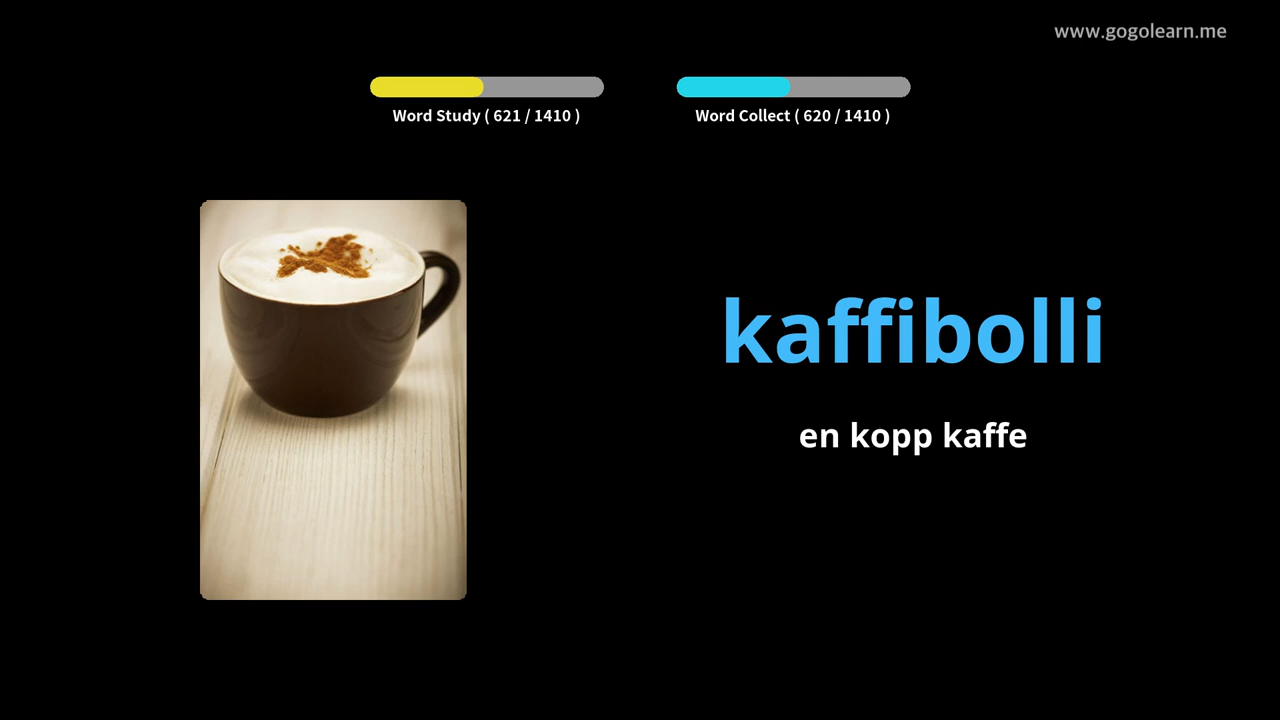 www.gogolearn.me
Word Study ( 621 / 1410 )
Word Collect ( 620 / 1410 )
kaffibolli
en kopp kaffe